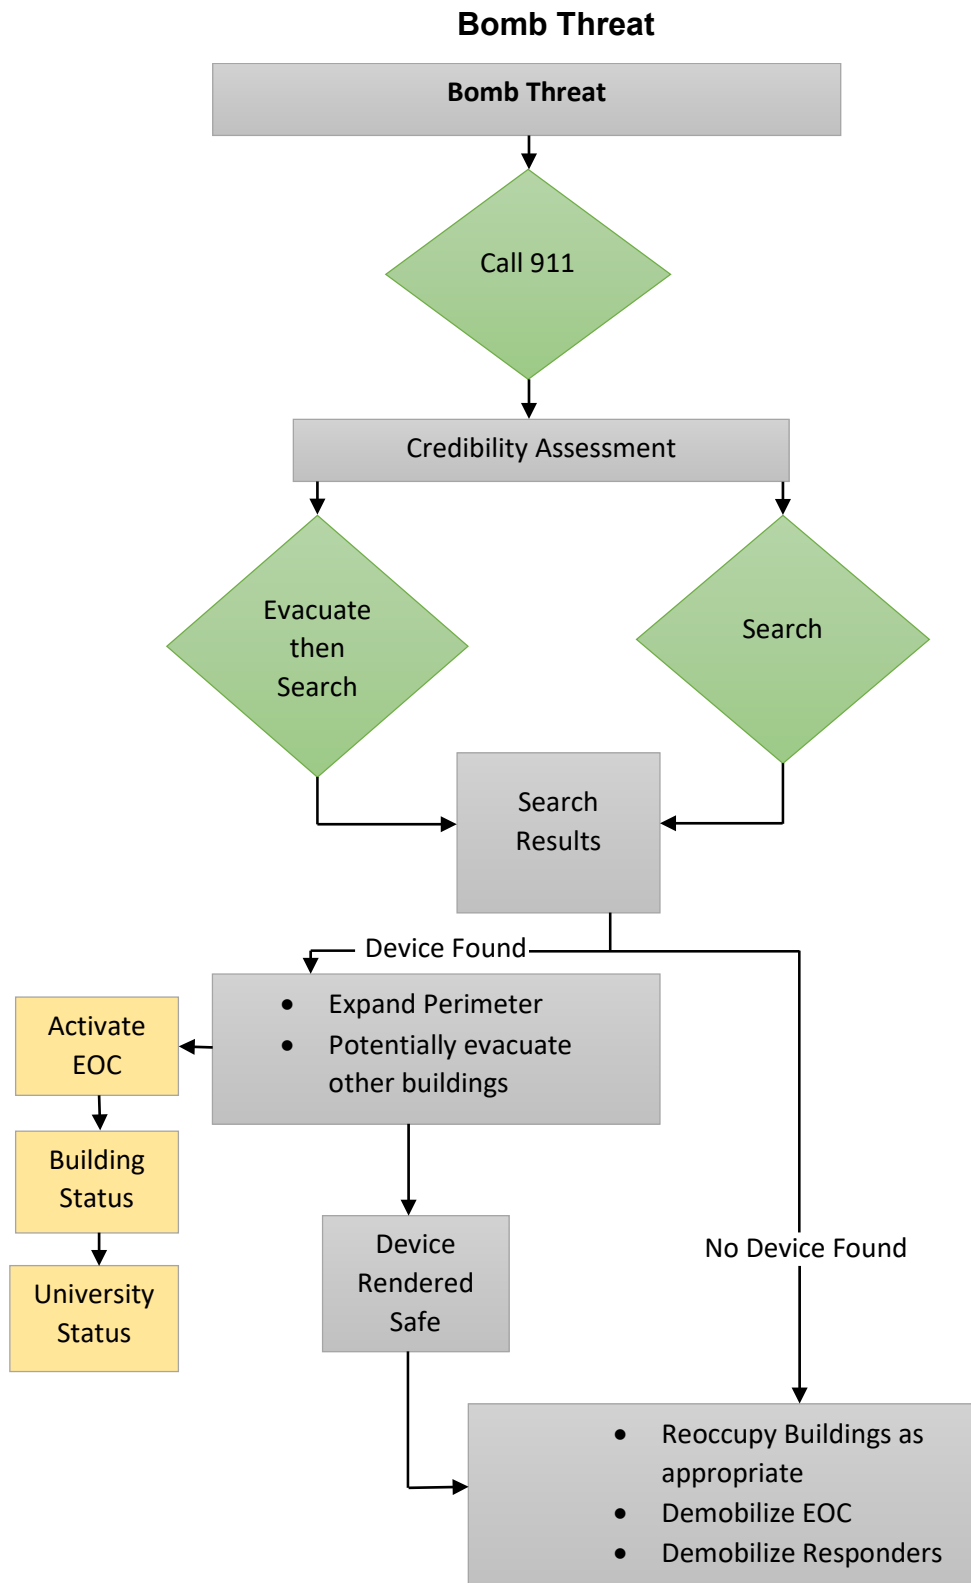 Bomb Threat
Bomb Threat
Call 911
Credibility Assessment
Evacuate
then
Search
Search
Search
Results
Device Found
• Expand Perimeter
• Potentially evacuate
other buildings
Activate
EOC
Building
Status
University
Status
Device
Rendered
Safe
No Device Found
• Reoccupy Buildings as
appropriate
• Demobilize EOC
• Demobilize Responders